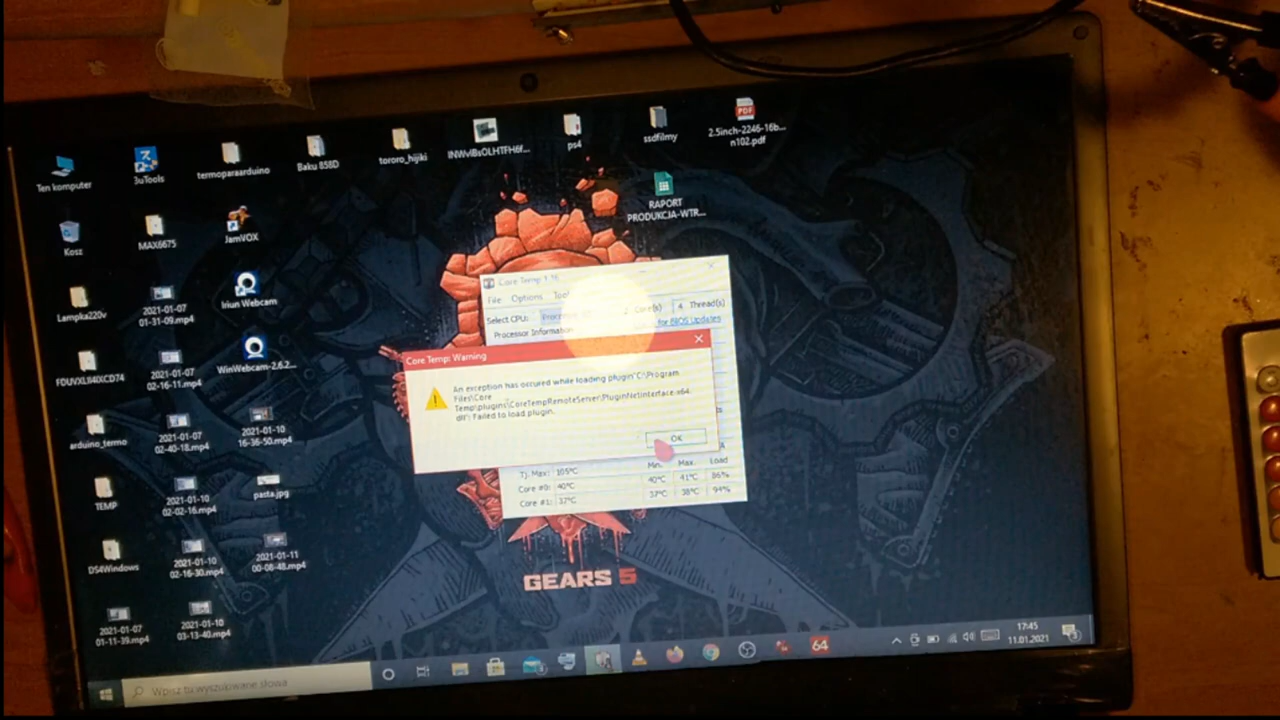 Ten komputer
3uTools
termoparaarduino
Baku 858D
tororo_hijiki
ps4
ssdfilmy
PDF
2.5inch-2246-16b...
n102.pdf
Kosz
MAX6675
JamVOX
RAPORT
PRODUKCJA-WTR...
Lampka220v
2021-01-07
01-31-09.mp4
Iriun Webcam
2021-01-07
02-16-11.mp4
WinWebcam-2.6.2...
arduino_termo
2021-01-07
02-40-18.mp4
2021-01-10
16-36-50.mp4
TEMP
2021-01-10
02-02-16.mp4
pasta.jpg
DS4Windows
2021-01-10
02-16-30.mp4
2021-01-11
00-08-48.mp4
2021-01-07
01-11-39.mp4
2021-01-10
03-13-40.mp4
Core Temp
File Options
Select CPU:
Core(s) 4 Thread(s)
Processor Information
for BIOS Updates
Core Temp: Warning
An exception has occured while loading plugin 'C:\Program
Files\Core
Temp\plugins\CoreTempRemoteServer\PluginNetInterface.x64.
dll': Failed to load plugin.
OK
Min. Max. Load
Tj. Max: 105°C
Core #0: 40°C 40°C 41°C 86%
Core #1: 37°C 37°C 38°C 94%
GEARS 5
Wpisz tu wyszukiwane słowa
64
17:45
11.01.2021